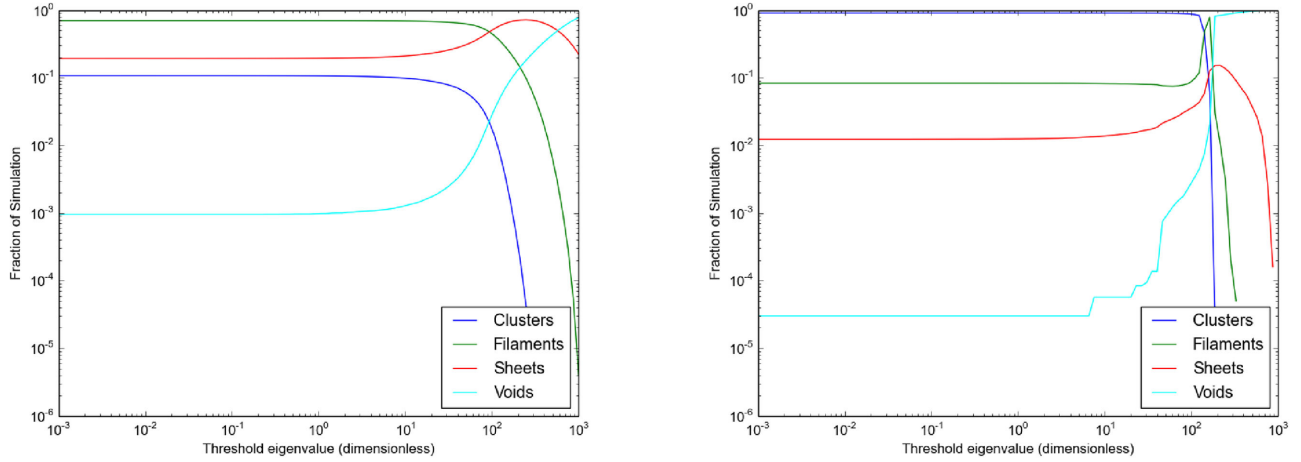 10^0
10^-1
10^-2
10^-3
10^-4
10^-5
10^-6
Fraction of Simulation
Clusters
Filaments
Sheets
Voids
10^-3 10^-2 10^-1 10^0 10^1 10^2 10^3
Threshold eigenvalue (dimensionless)
10^0
10^-1
10^-2
10^-3
10^-4
10^-5
10^-6
Fraction of Simulation
Clusters
Filaments
Sheets
Voids
10^-3 10^-2 10^-1 10^0 10^1 10^2 10^3
Threshold eigenvalue (dimensionless)